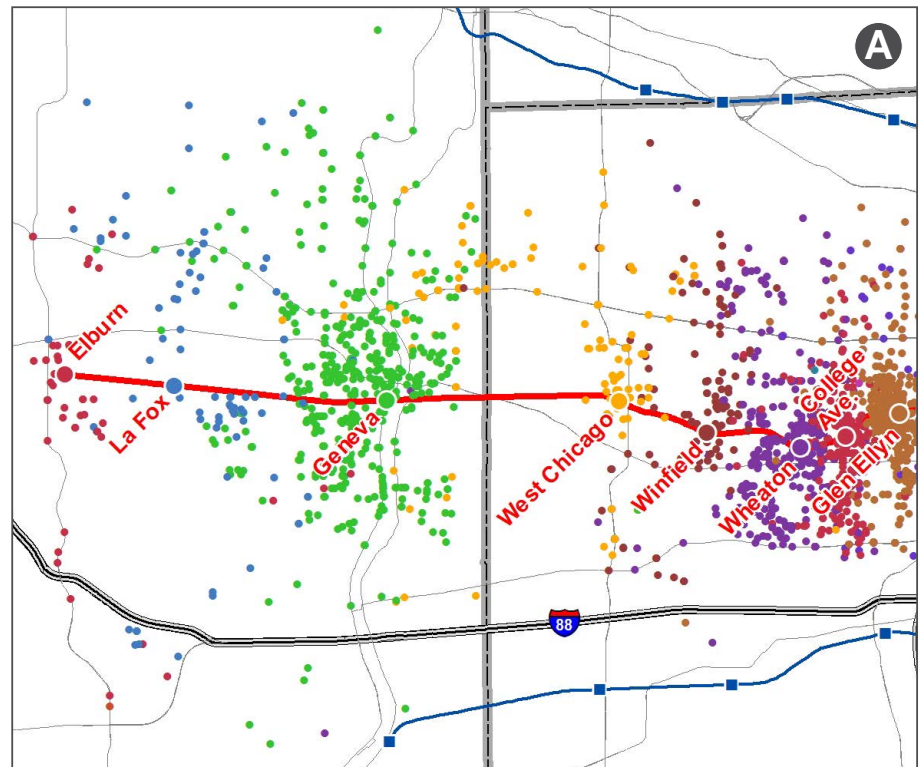 A
Elburn
La Fox
Geneva
West Chicago
Winfield
Wheaton
College
Ave.
Glen Ellyn
88